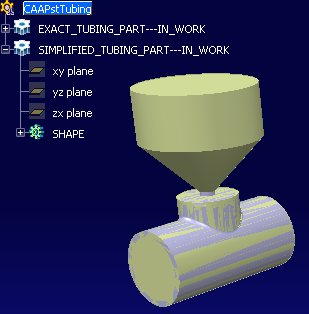 CAAPstTubing
EXACT_TUBING_PART---IN_WORK
SIMPLIFIED_TUBING_PART---IN_WORK
xy plane
yz plane
zx plane
SHAPE